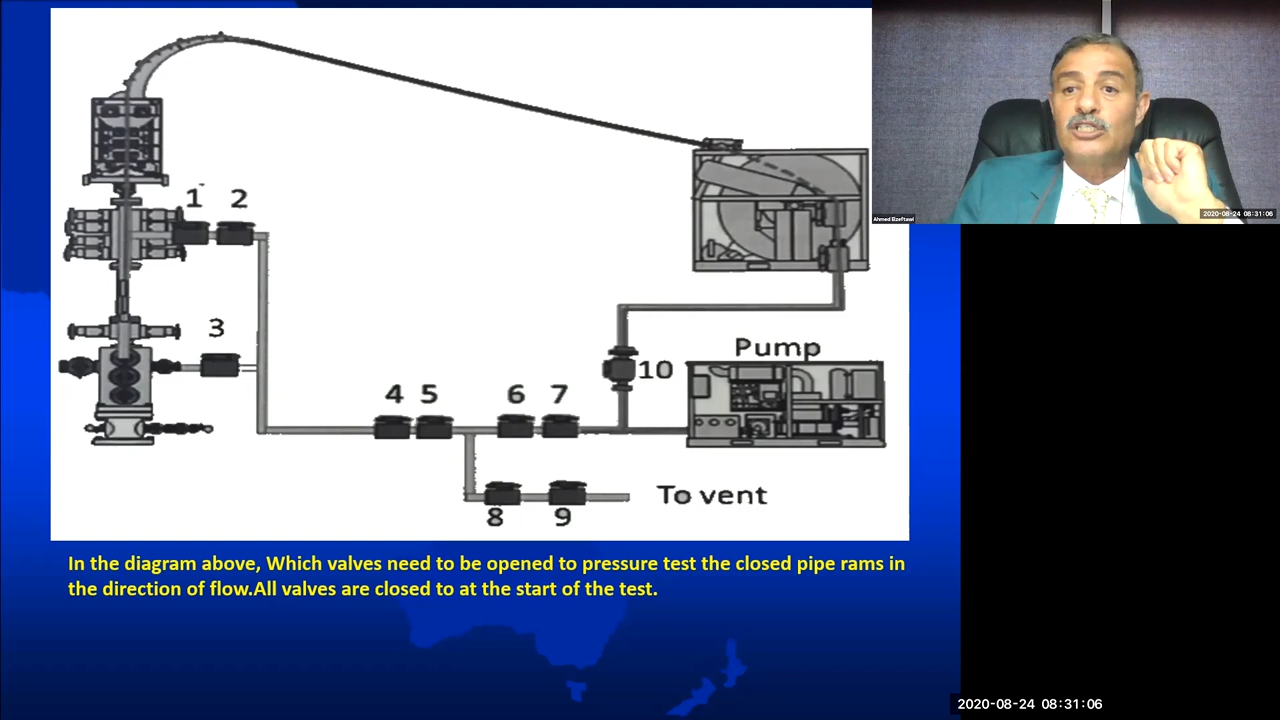 1 2
3
4 5 6 7
8 9
10
Pump
To vent
In the diagram above, Which valves need to be opened to pressure test the closed pipe rams in
the direction of flow.All valves are closed to at the start of the test.
Ahmed Elzeftawi
2020-08-24 08:31:06
2020-08-24 08:31:06